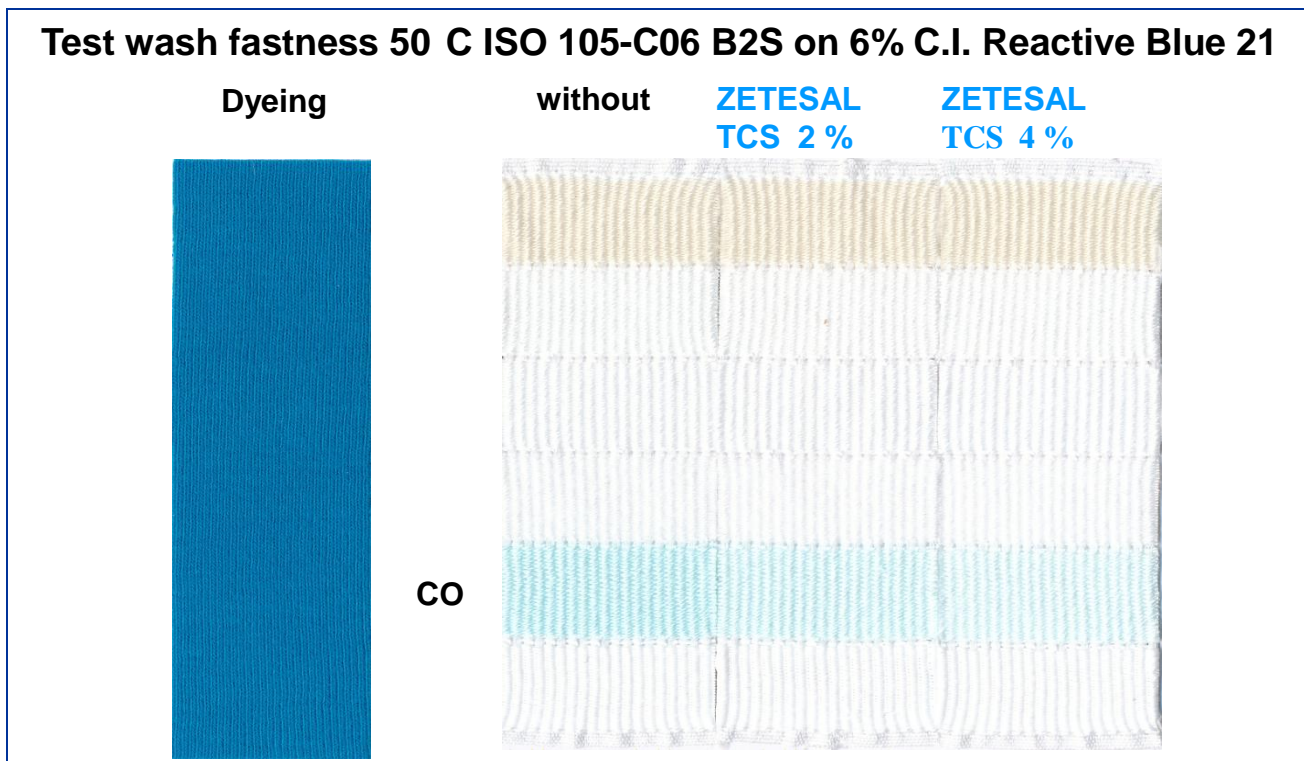 Test wash fastness 50 C ISO 105-C06 B2S on 6% C.I. Reactive Blue 21
Dyeing
without
ZETESAL
TCS 2 %
ZETESAL
TCS 4 %
CO